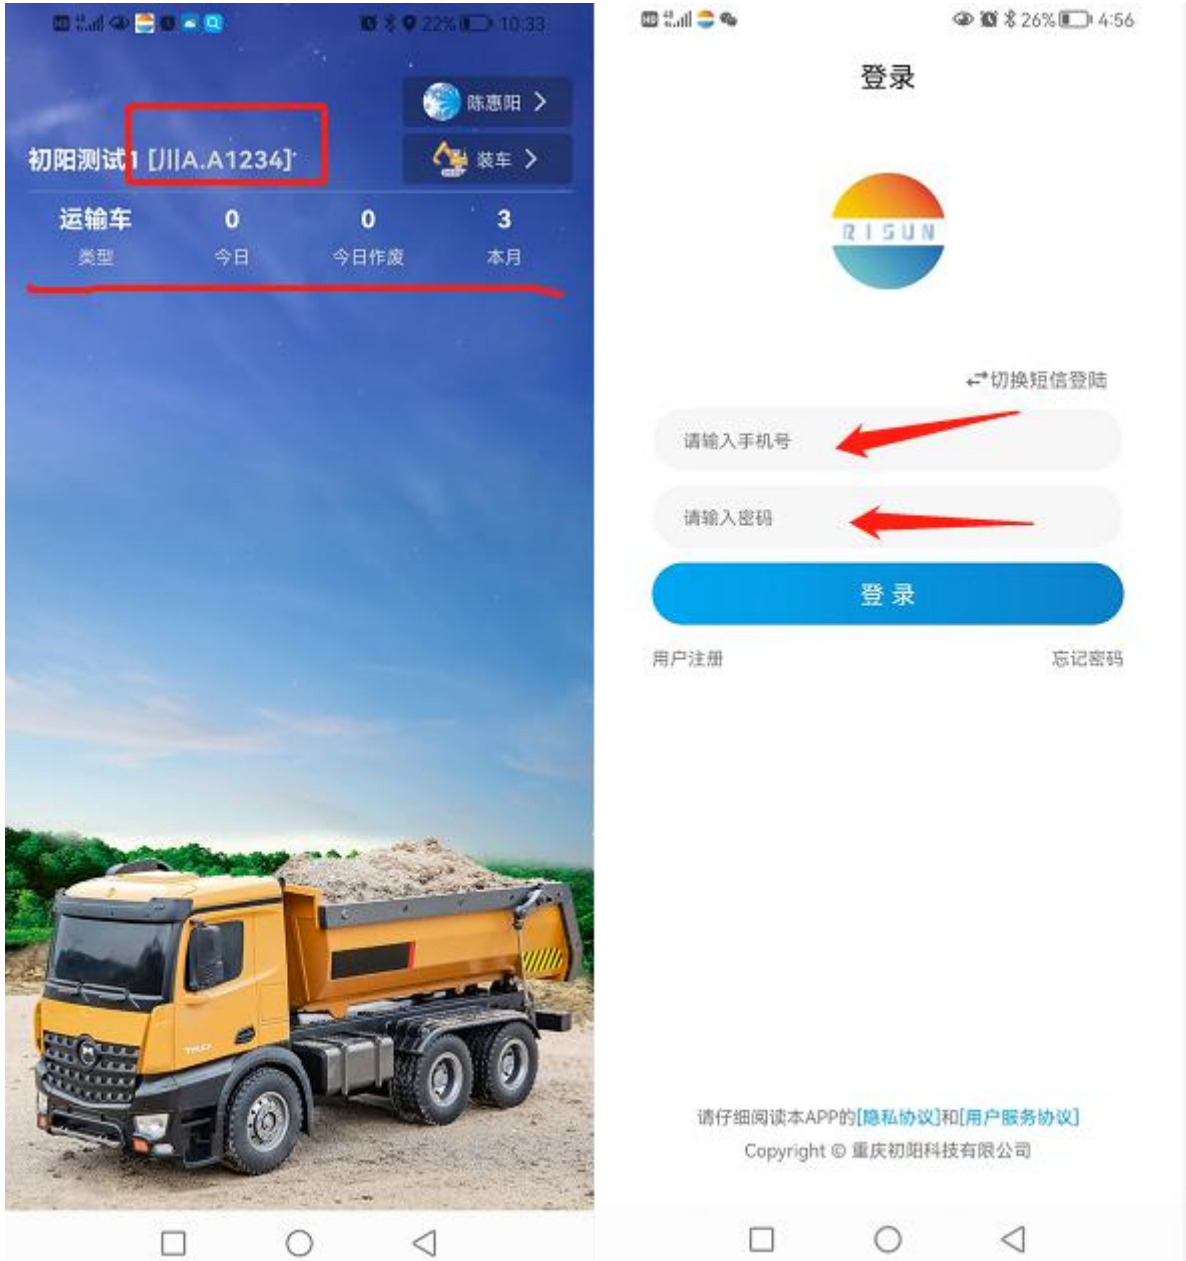 22% 10:33
陈惠阳
初阳测试1 [川A.A1234]
装车
运输车 0 0 3
类型 今日 今日作废 本月
26% 4:56
登录
RISUN
切换短信登陆
请输入手机号
请输入密码
登 录
用户注册 忘记密码
请仔细阅读本APP的[隐私协议]和[用户服务协议]
Copyright © 重庆初阳科技有限公司